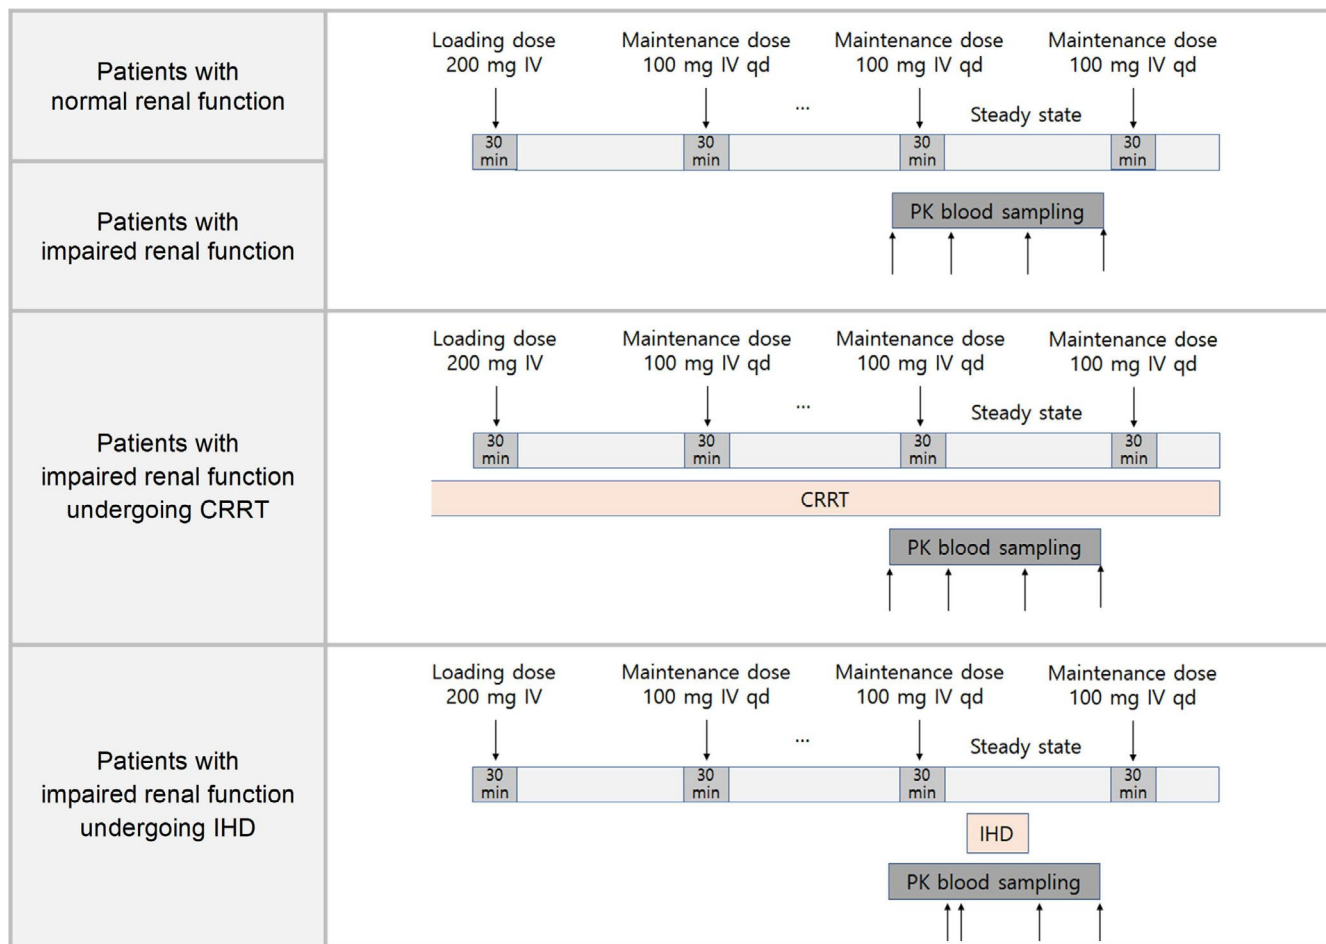 Patients with
normal renal function
Loading dose
200 mg IV
Maintenance dose
100 mg IV qd
...
Maintenance dose
100 mg IV qd
Steady state
Maintenance dose
100 mg IV qd
30
min
30
min
30
min
30
min
Patients with
impaired renal function
PK blood sampling
Patients with
impaired renal function
undergoing CRRT
Loading dose
200 mg IV
Maintenance dose
100 mg IV qd
...
Maintenance dose
100 mg IV qd
Steady state
Maintenance dose
100 mg IV qd
30
min
30
min
30
min
30
min
CRRT
PK blood sampling
Patients with
impaired renal function
undergoing IHD
Loading dose
200 mg IV
Maintenance dose
100 mg IV qd
...
Maintenance dose
100 mg IV qd
Steady state
Maintenance dose
100 mg IV qd
30
min
30
min
30
min
30
min
IHD
PK blood sampling